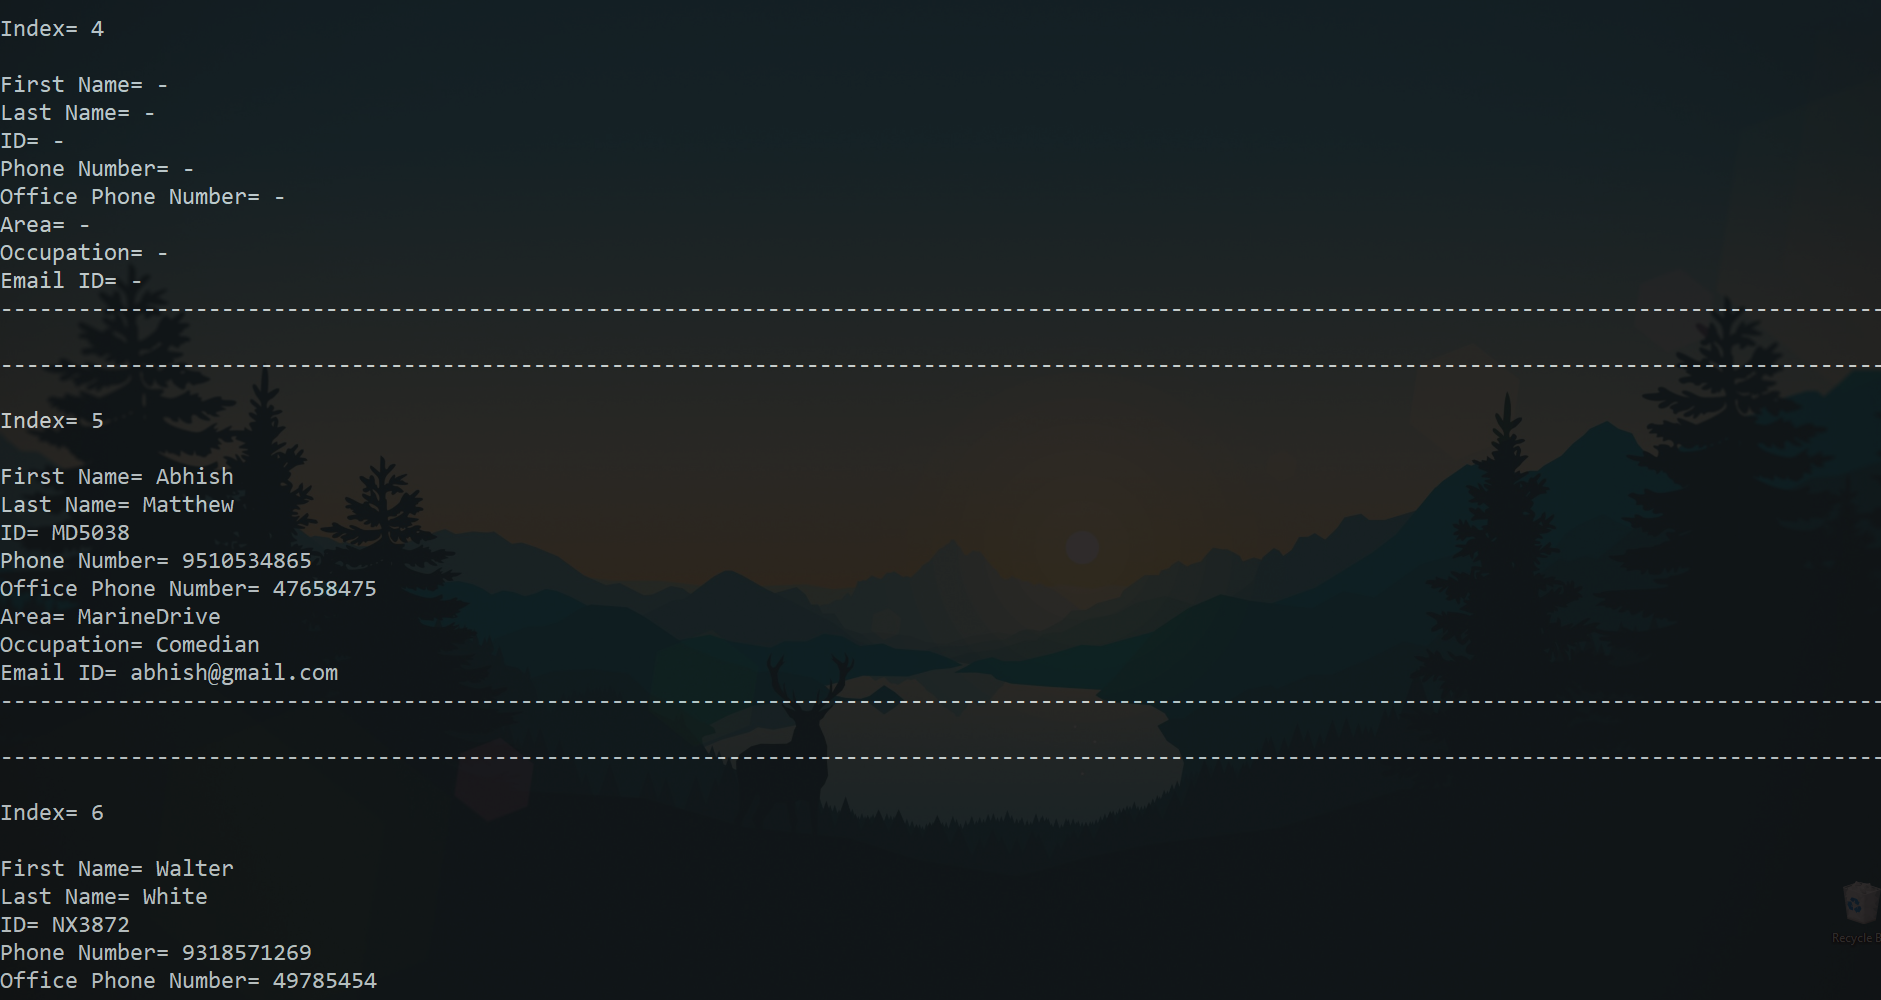 Index= 4
First Name= -
Last Name= -
ID= -
Phone Number= -
Office Phone Number= -
Area= -
Occupation= -
Email ID= -
-------------------------------------------------------------------------------------------------------------------------------------------------
-------------------------------------------------------------------------------------------------------------------------------------------------
Index= 5
First Name= Abhish
Last Name= Matthew
ID= MD5038
Phone Number= 9510534865
Office Phone Number= 47658475
Area= MarineDrive
Occupation= Comedian
Email ID= abhish@gmail.com
-------------------------------------------------------------------------------------------------------------------------------------------------
-------------------------------------------------------------------------------------------------------------------------------------------------
Index= 6
First Name= Walter
Last Name= White
ID= NX3872
Phone Number= 9318571269
Office Phone Number= 49785454
Recycle B